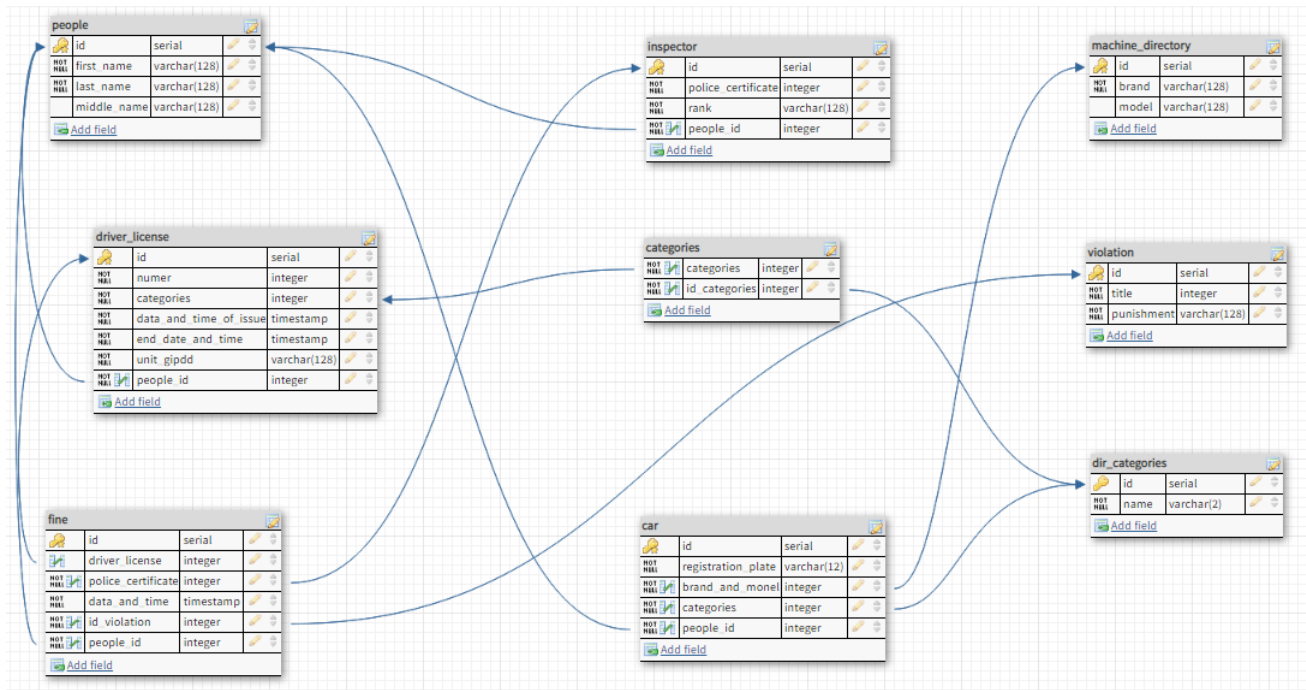 people
id serial
NOT NULL first_name varchar(128)
NOT NULL last_name varchar(128)
middle_name varchar(128)
Add field
inspector
id serial
NOT NULL police_certificate integer
NOT NULL rank varchar(128)
NOT NULL people_id integer
Add field
machine_directory
id serial
NOT NULL brand varchar(128)
model varchar(128)
Add field
driver_license
id serial
NOT NULL numer integer
NOT NULL categories integer
NOT NULL data_and_time_of_issue timestamp
NOT NULL end_date_and_time timestamp
NOT NULL unit_gipdd varchar(128)
NOT NULL people_id integer
Add field
categories
NOT NULL categories integer
NOT NULL id_categories integer
Add field
violation
id serial
NOT NULL title integer
NOT NULL punishment varchar(128)
Add field
dir_categories
id serial
NOT NULL name varchar(2)
Add field
fine
id serial
driver_license integer
NOT NULL police_certificate integer
NOT NULL data_and_time timestamp
NOT NULL id_violation integer
NOT NULL people_id integer
Add field
car
id serial
NOT NULL registration_plate varchar(12)
NOT NULL brand_and_monel integer
NOT NULL categories integer
NOT NULL people_id integer
Add field